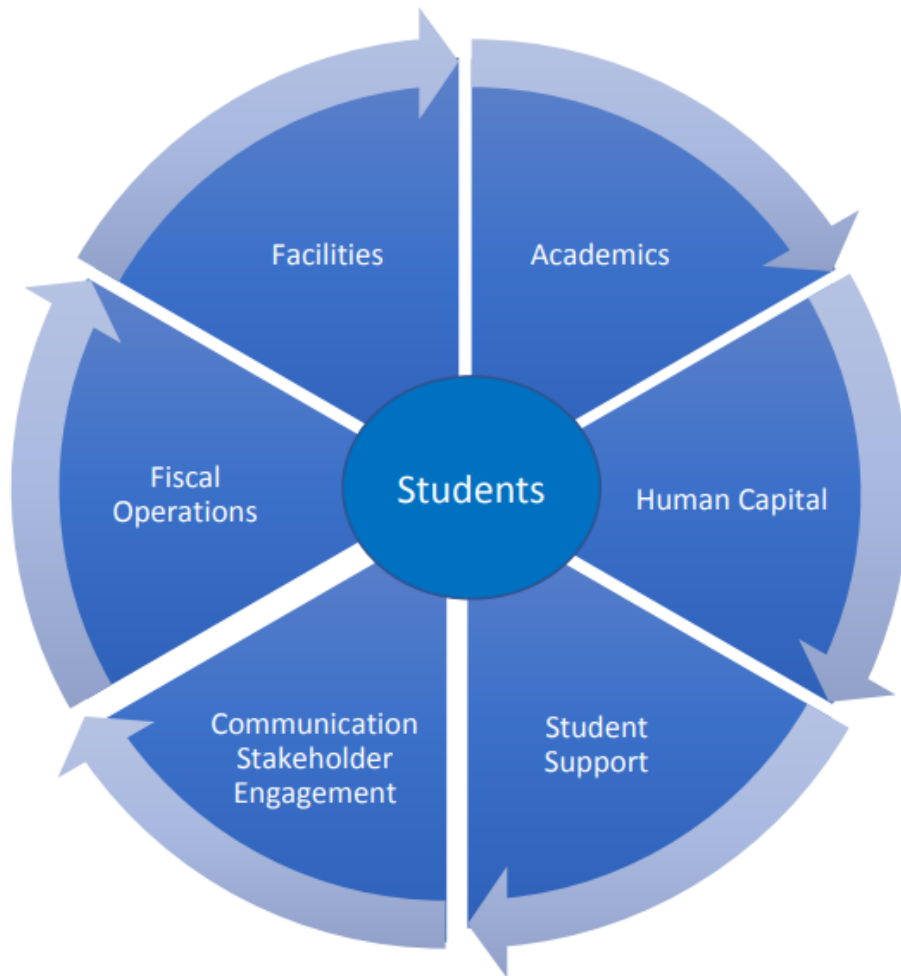 Facilities
Academics
Fiscal
Operations
Students
Human Capital
Communication
Stakeholder
Engagement
Student
Support